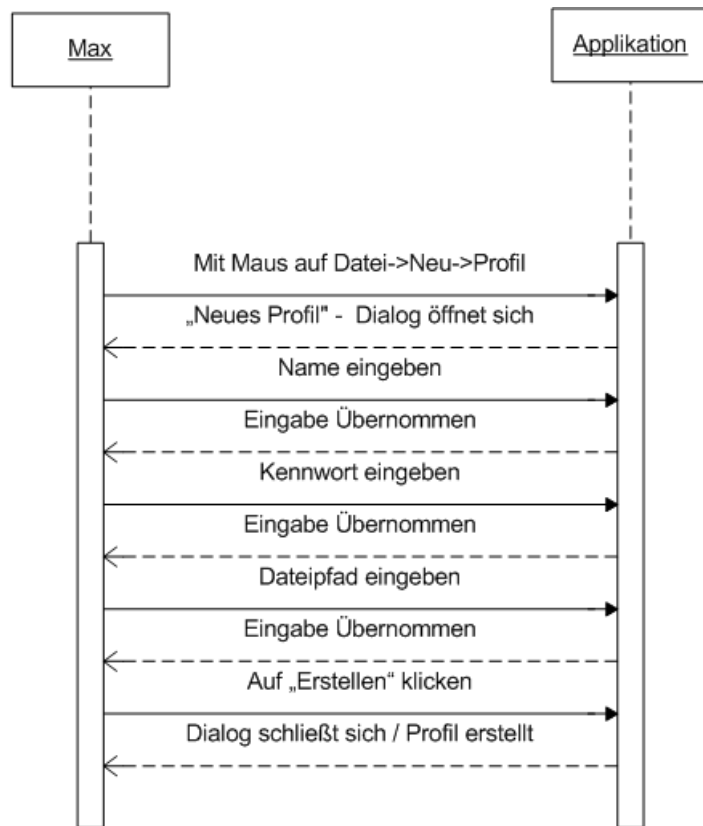 Max
Applikation
Mit Maus auf Datei->Neu->Profil
„Neues Profil" - Dialog öffnet sich
Name eingeben
Eingabe Übernommen
Kennwort eingeben
Eingabe Übernommen
Dateipfad eingeben
Eingabe Übernommen
Auf „Erstellen“ klicken
Dialog schließt sich / Profil erstellt